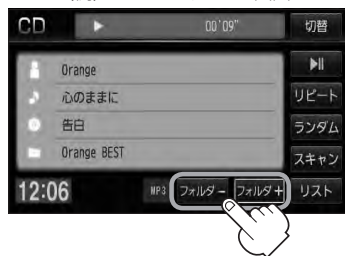 CD 00'09" 切替
Orange
心のままに
告白
Orange BEST
▶II
リピート
ランダム
スキャン
12:06 MP3 フォルダ− フォルダ+ リスト